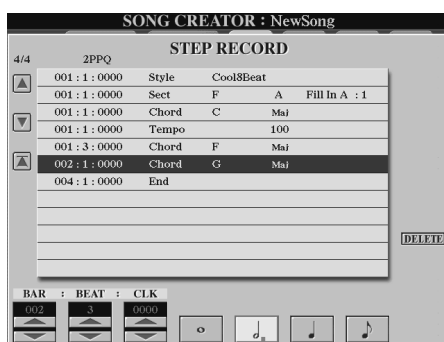 SONG CREATOR : NewSong
STEP RECORD
4/4 2PPQ
001 : 1 : 0000 Style Cool8Beat
001 : 1 : 0000 Sect F A Fill In A : 1
001 : 1 : 0000 Chord C Maj
001 : 1 : 0000 Tempo 100
001 : 3 : 0000 Chord F Maj
002 : 1 : 0000 Chord G Maj
004 : 1 : 0000 End
DELETE
BAR : BEAT : CLK
002 3 0000